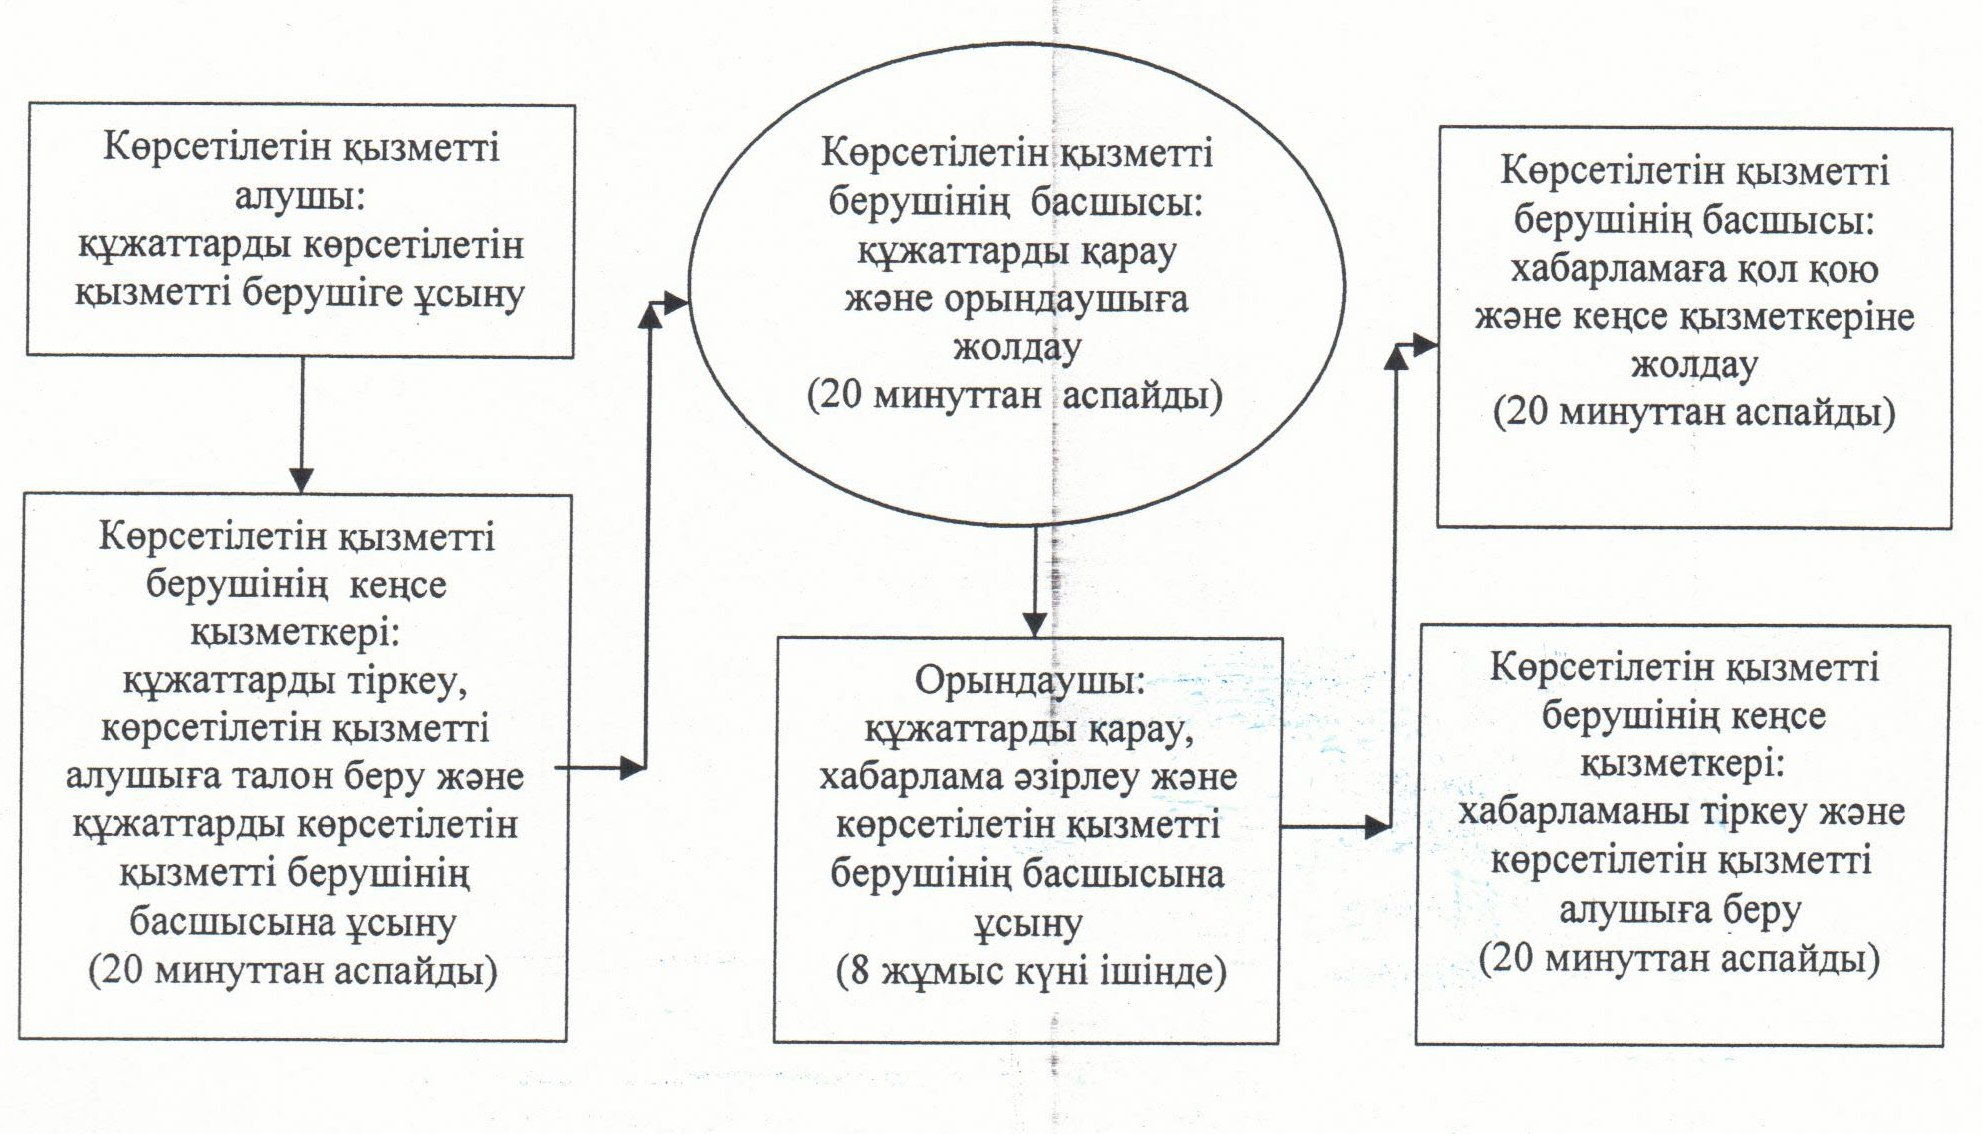 Көрсетілетін қызметті
алушы:
құжаттарды көрсетілетін
қызметті берушіге ұсыну
Көрсетілетін қызметті
берушінің кеңсе
қызметкері:
құжаттарды тіркеу,
көрсетілетін қызметті
алушыға талон беру және
құжаттарды көрсетілетін
қызметті берушінің
басшысына ұсыну
(20 минуттан аспайды)
Көрсетілетін қызметті
берушінің басшысы:
құжаттарды қарау
және орындаушыға
жолдау
(20 минуттан аспайды)
Орындаушы:
құжаттарды қарау,
хабарлама әзірлеу және
көрсетілетін қызметті
берушінің басшысына
ұсыну
(8 жұмыс күні ішінде)
Көрсетілетін қызметті
берушінің басшысы:
хабарламаға қол қою
және кеңсе қызметкеріне
жолдау
(20 минуттан аспайды)
Көрсетілетін қызметті
берушінің кеңсе
қызметкері:
хабарламаны тіркеу және
көрсетілетін қызметті
алушыға беру
(20 минуттан аспайды)